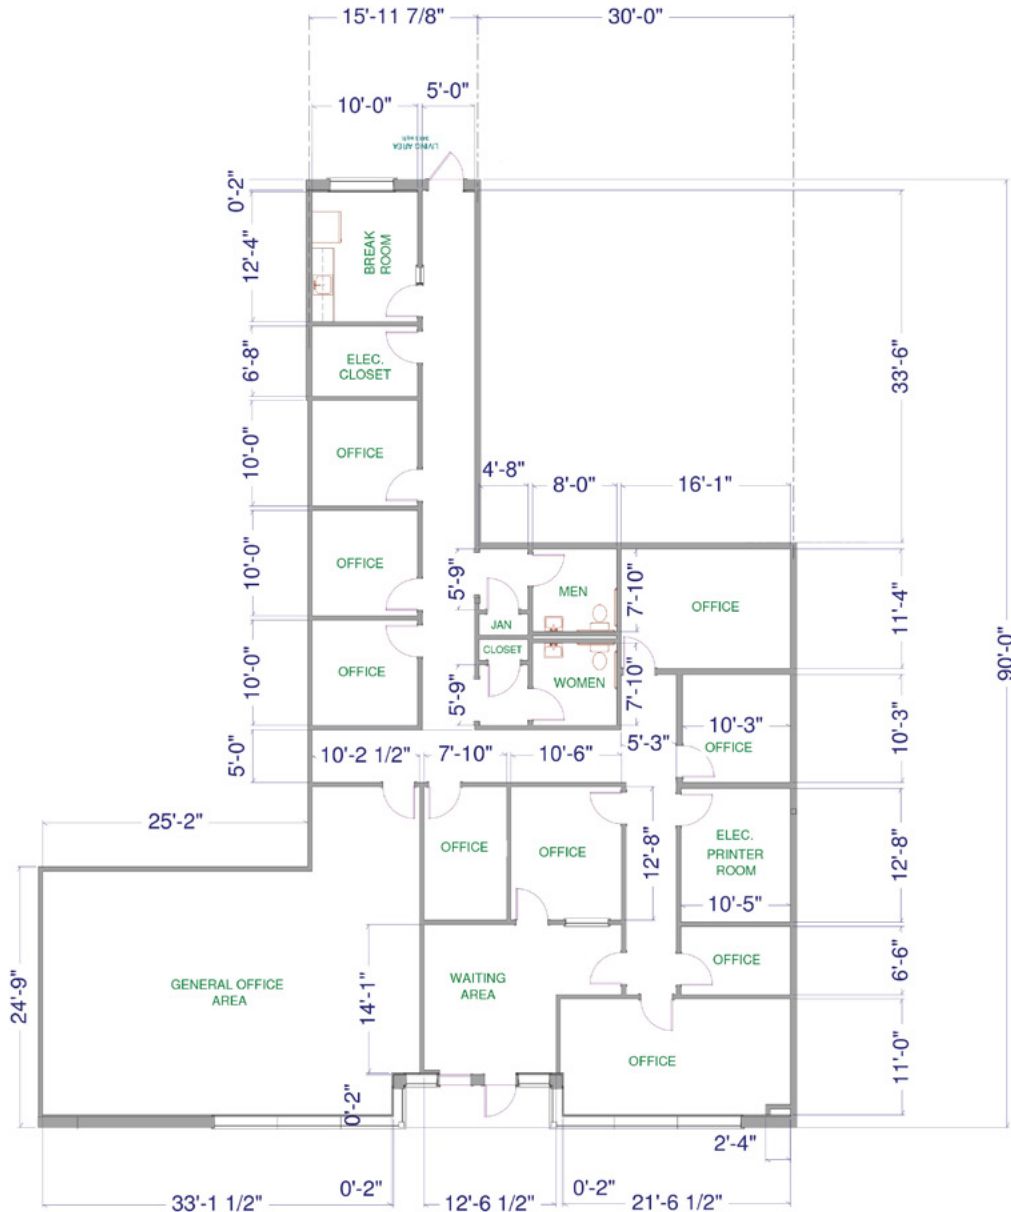 15'-11 7/8"
30'-0"
5'-0"
10'-0"
LIVING AREA
0'-2"
12'-4"
BREAK
ROOM
6'-8"
ELEC.
CLOSET
33'-6"
10'-0"
OFFICE
4'-8"
8'-0"
16'-1"
10'-0"
OFFICE
5'-9"
MEN
7'-10"
OFFICE
11'-4"
JAN
CLOSET
90'-0"
10'-0"
OFFICE
5'-9"
WOMEN
7'-10"
10'-3"
OFFICE
10'-3"
5'-0"
10'-2 1/2"
7'-10"
10'-6"
5'-3"
25'-2"
OFFICE
OFFICE
12'-8"
ELEC.
PRINTER
ROOM
12'-8"
10'-5"
24'-9"
GENERAL OFFICE
AREA
14'-1"
WAITING
AREA
OFFICE
6'-6"
OFFICE
11'-0"
0'-2"
2'-4"
33'-1 1/2"
0'-2"
12'-6 1/2"
0'-2"
21'-6 1/2"